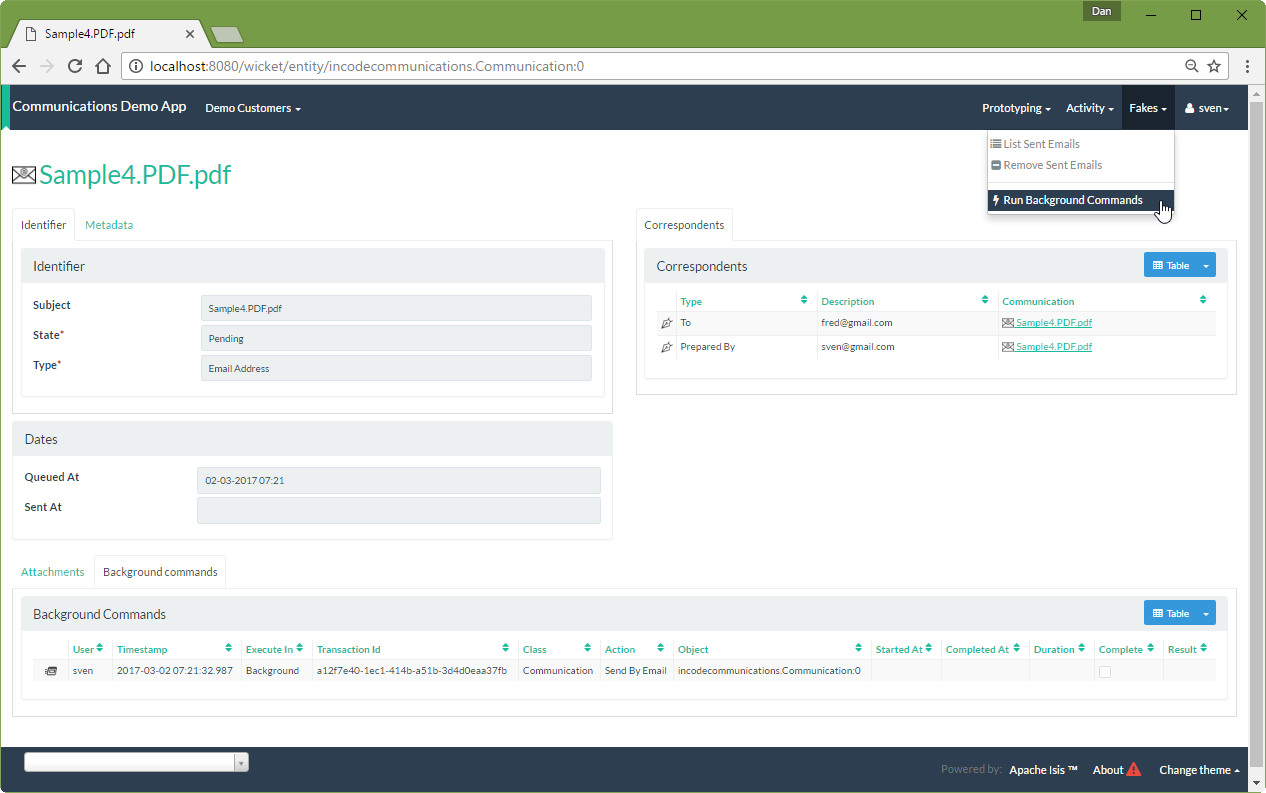 Dan
Sample4.PDF.pdf
localhost:8080/wicket/entity/incodecommunications.Communication:0
Communications Demo App Demo Customers Prototyping Activity Fakes sven
List Sent Emails
Remove Sent Emails
Run Background Commands
Sample4.PDF.pdf
Identifier Metadata
Identifier
Subject Sample4.PDF.pdf
State* Pending
Type* Email Address
Dates
Queued At 02-03-2017 07:21
Sent At
Correspondents
Correspondents Table
Type Description Communication
To fred@gmail.com Sample4.PDF.pdf
Prepared By sven@gmail.com Sample4.PDF.pdf
Attachments Background commands
Background Commands Table
User Timestamp Execute In Transaction Id Class Action Object Started At Completed At Duration Complete Result
sven 2017-03-02 07:21:32.987 Background a12f7e40-1ec1-414b-a51b-3d4d0eaa37fb Communication Send By Email incodecommunications.Communication:0
Powered by: Apache Isis ™ About Change theme